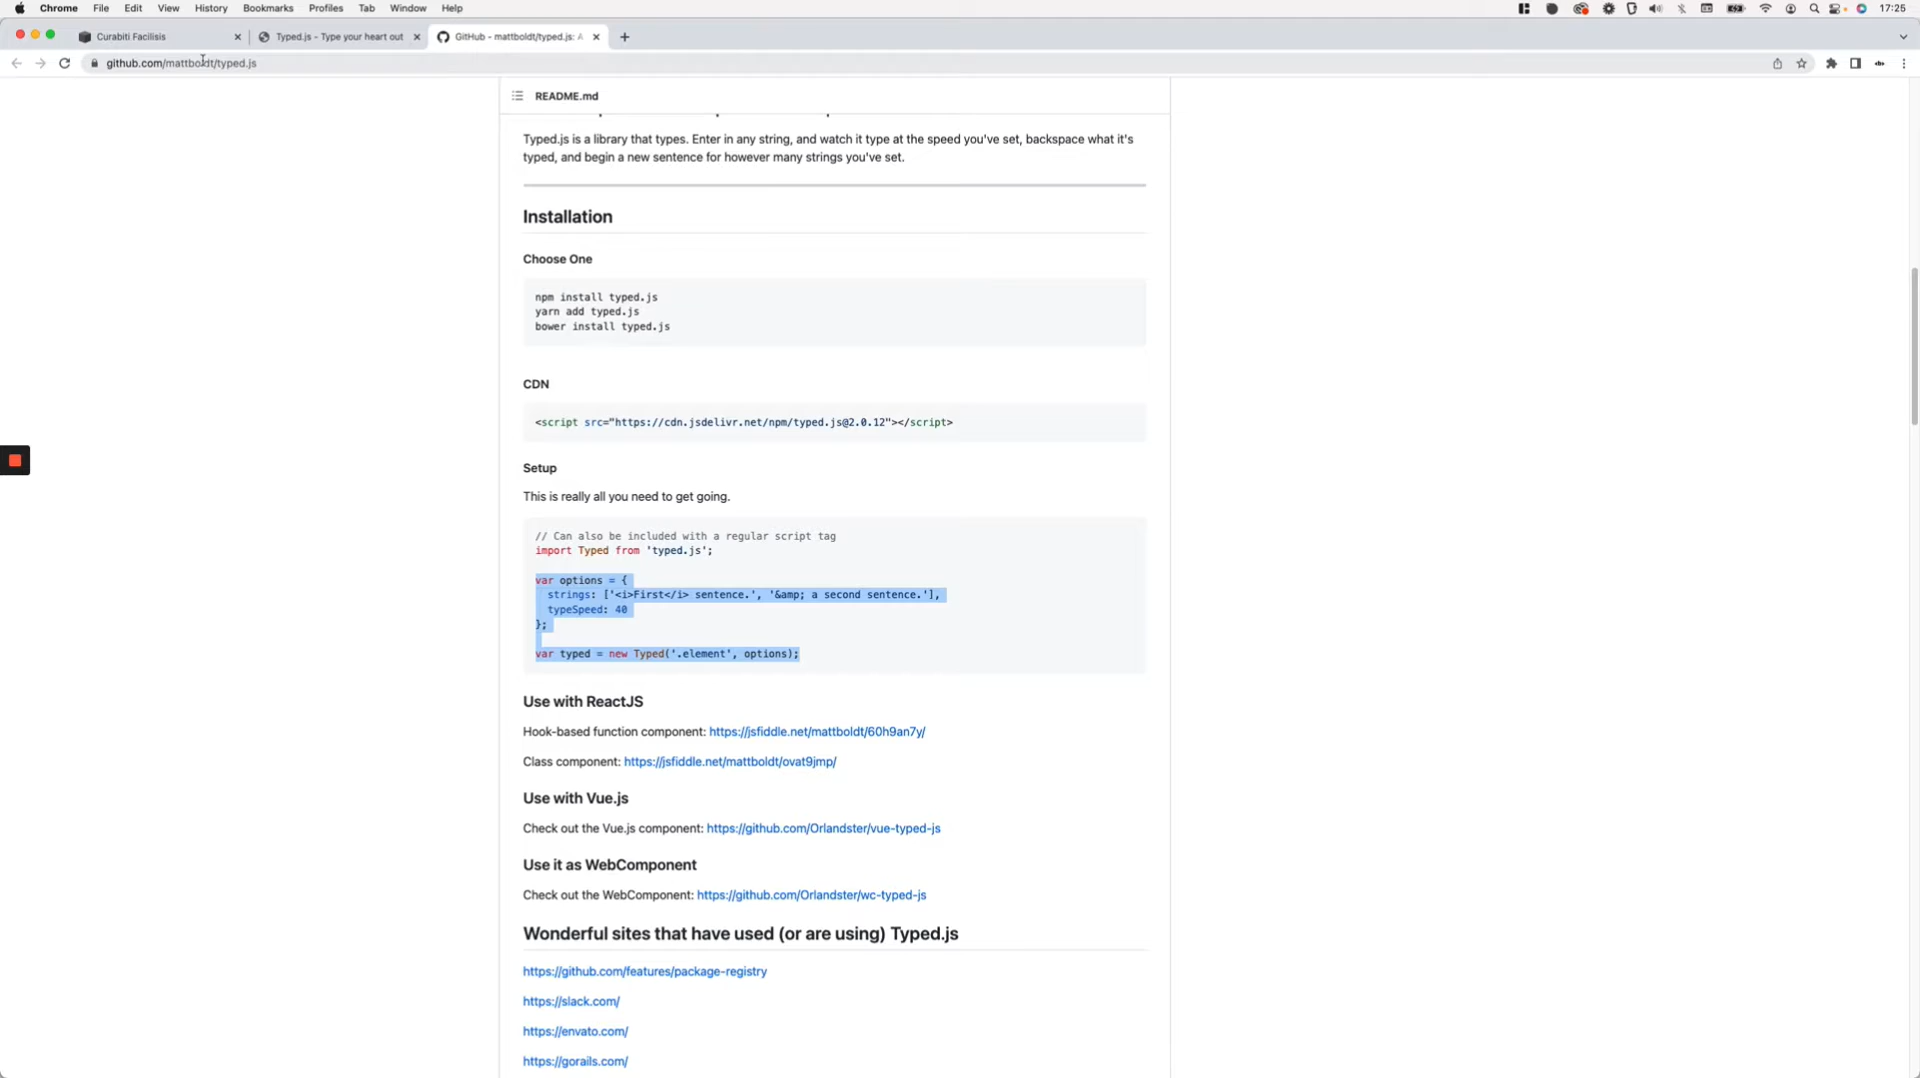 Chrome File Edit View History Bookmarks Profiles Tab Window Help 17:25
Curabiti Facilisis Typed.js - Type your heart out GitHub - mattboldt/typed.js: A
github.com/mattboldt/typed.js
README.md
Typed.js is a library that types. Enter in any string, and watch it type at the speed you've set, backspace what it's
typed, and begin a new sentence for however many strings you've set.
Installation
Choose One
npm install typed.js
yarn add typed.js
bower install typed.js
CDN
<script src="https://cdn.jsdelivr.net/npm/typed.js@2.0.12"></script>
Setup
This is really all you need to get going.
// Can also be included with a regular script tag
import Typed from 'typed.js';
var options = {
strings: ['<i>First</i> sentence.', '&amp; a second sentence.'],
typeSpeed: 40
};
var typed = new Typed('.element', options);
Use with ReactJS
Hook-based function component: https://jsfiddle.net/mattboldt/60h9an7y/
Class component: https://jsfiddle.net/mattboldt/ovat9jmp/
Use with Vue.js
Check out the Vue.js component: https://github.com/Orlandster/vue-typed-js
Use it as WebComponent
Check out the WebComponent: https://github.com/Orlandster/wc-typed-js
Wonderful sites that have used (or are using) Typed.js
https://github.com/features/package-registry
https://slack.com/
https://envato.com/
https://gorails.com/